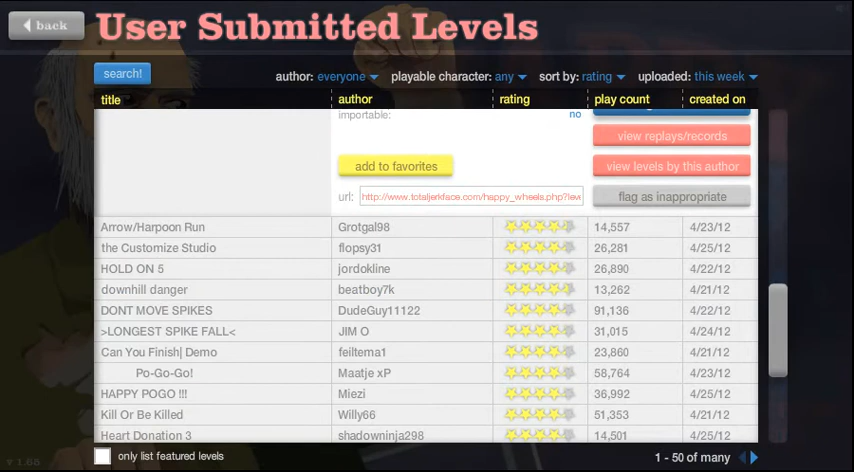 back
User Submitted Levels
search!
author: everyone playable character: any sort by: rating uploaded: this week
title author rating play count created on
importable: no
view replays/records
add to favorites view levels by this author
url: http://www.totaljerkface.com/happy_wheels.php?leve
flag as inappropriate
Arrow/Harpoon Run Grotgal98 14,557 4/23/12
the Customize Studio flopsy31 26,281 4/25/12
HOLD ON 5 jordokline 26,890 4/22/12
downhill danger beatboy7k 13,262 4/21/12
DONT MOVE SPIKES DudeGuy11122 91,136 4/22/12
>LONGEST SPIKE FALL< JIM O 31,015 4/24/12
Can You Finish| Demo feiltema1 23,860 4/21/12
Po-Go-Go! Maatje xP 58,764 4/23/12
HAPPY POGO !!! Miezi 36,992 4/25/12
Kill Or Be Killed Willy66 51,353 4/21/12
Heart Donation 3 shadowninja298 14,501 4/25/12
only list featured levels 1 - 50 of many